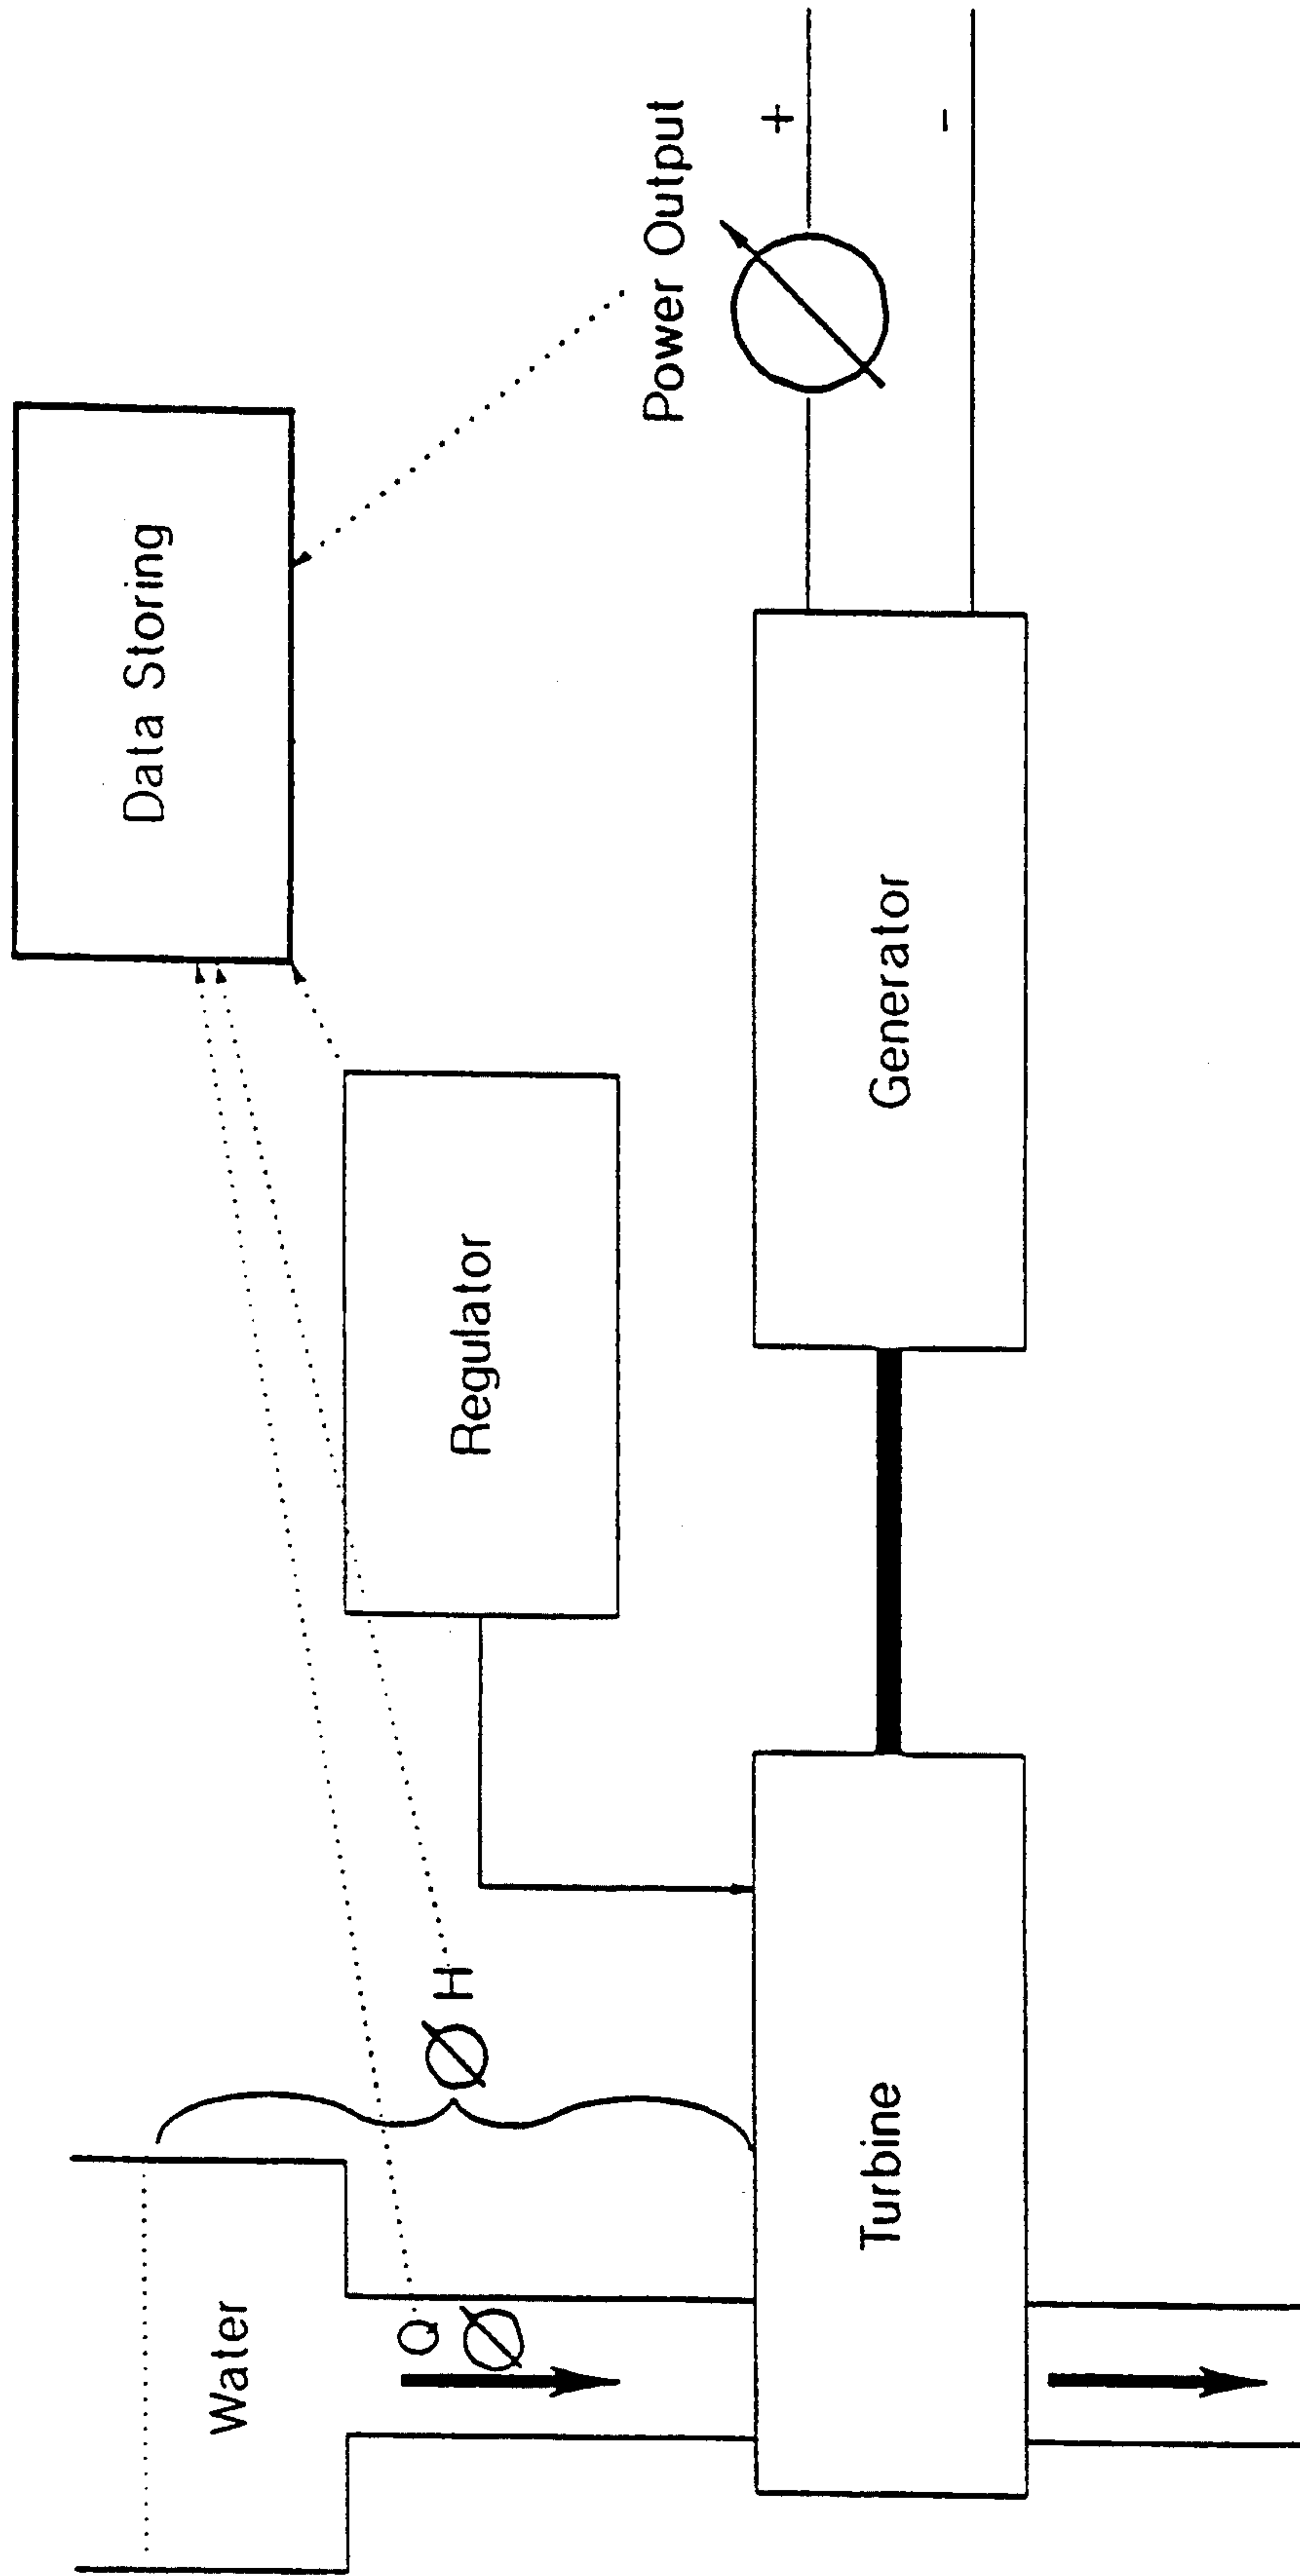 Data Storing
Water
Q
H
Regulator
Power Output
+
-
Turbine
Generator